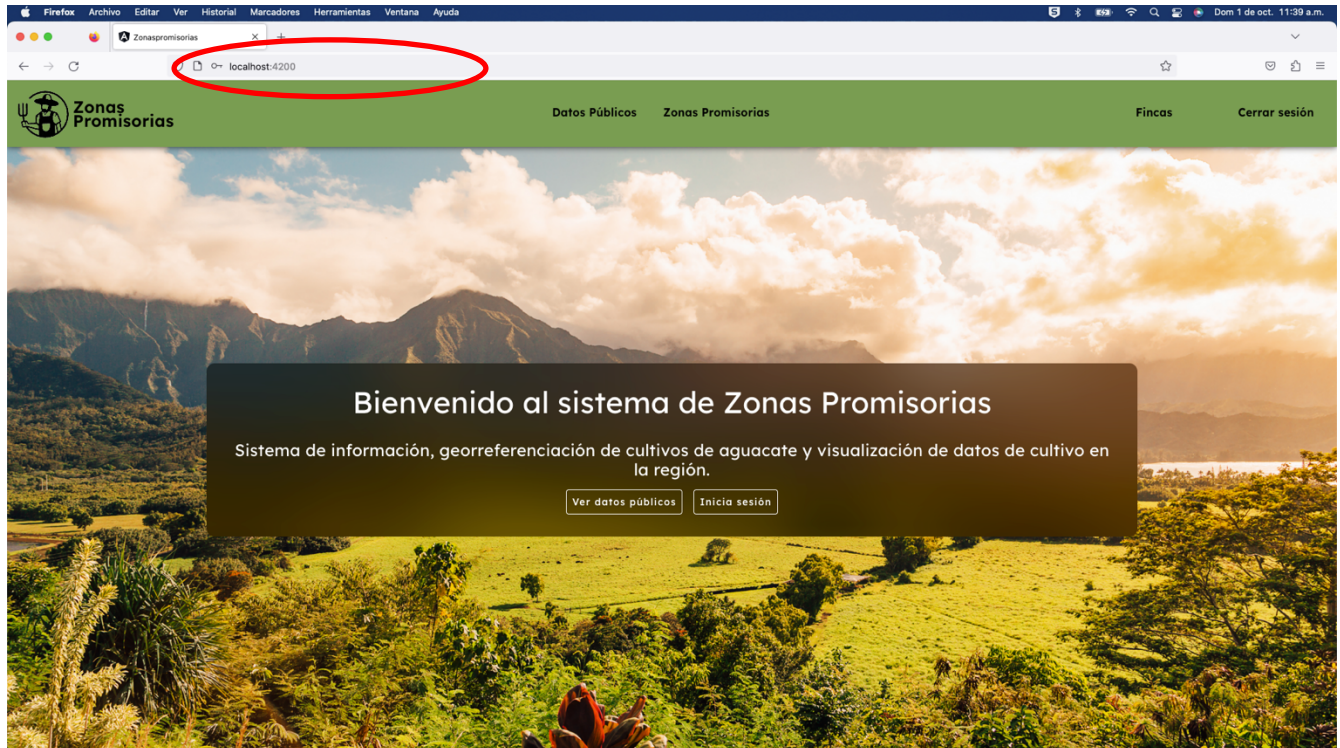 Firefox Archivo Editar Ver Historial Marcadores Herramientas Ventana Ayuda
Dom 1 de oct. 11:39 a.m.
Zonaspromisorias
localhost:4200
Zonas
Promisorias
Datos Públicos Zonas Promisorias Fincas Cerrar sesión
Bienvenido al sistema de Zonas Promisorias
Sistema de información, georreferenciación de cultivos de aguacate y visualización de datos de cultivo en
la región.
Ver datos públicos Inicia sesión